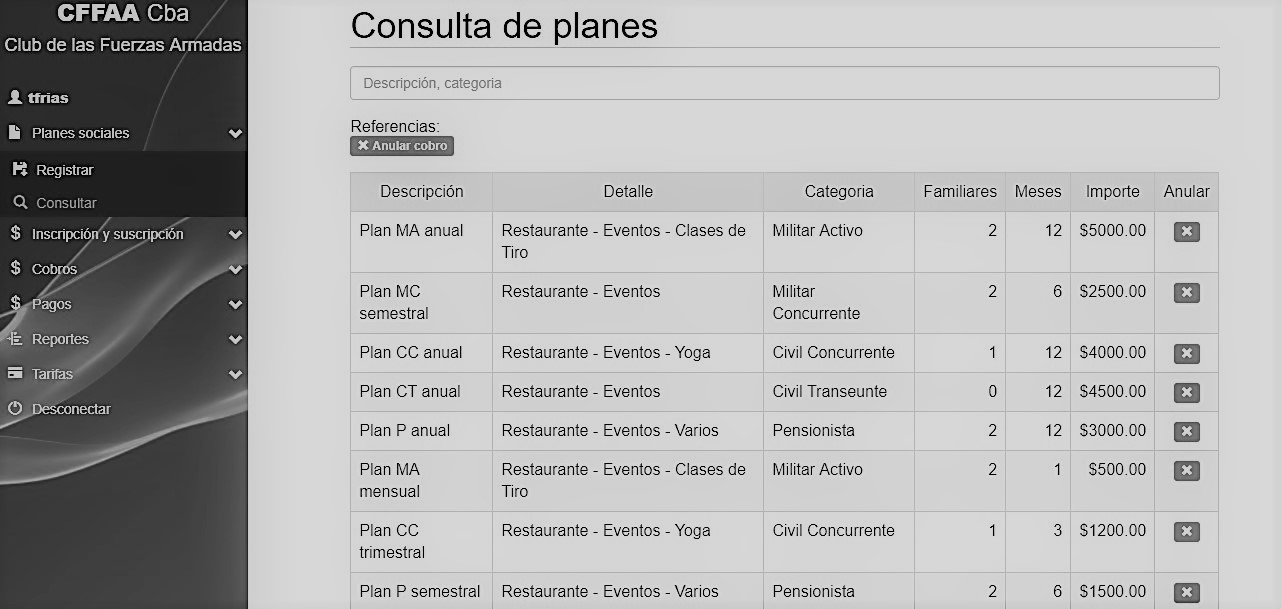 CFFAA Cba
Club de las Fuerzas Armadas
tfrias
Planes sociales
Registrar
Consultar
Inscripción y suscripción
Cobros
Pagos
Reportes
Tarifas
Desconectar
Consulta de planes
Descripción, categoria
Referencias:
Anular cobro
Descripción Detalle Categoria Familiares Meses Importe Anular
Plan MA anual Restaurante - Eventos - Clases de Militar Activo 2 12 $5000.00
Tiro
Plan MC Restaurante - Eventos Militar 2 6 $2500.00
semestral Concurrente
Plan CC anual Restaurante - Eventos - Yoga Civil Concurrente 1 12 $4000.00
Plan CT anual Restaurante - Eventos Civil Transeunte 0 12 $4500.00
Plan P anual Restaurante - Eventos - Varios Pensionista 2 12 $3000.00
Plan MA Restaurante - Eventos - Clases de Militar Activo 2 1 $500.00
mensual Tiro
Plan CC Restaurante - Eventos - Yoga Civil Concurrente 1 3 $1200.00
trimestral
Plan P semestral Restaurante - Eventos - Varios Pensionista 2 6 $1500.00